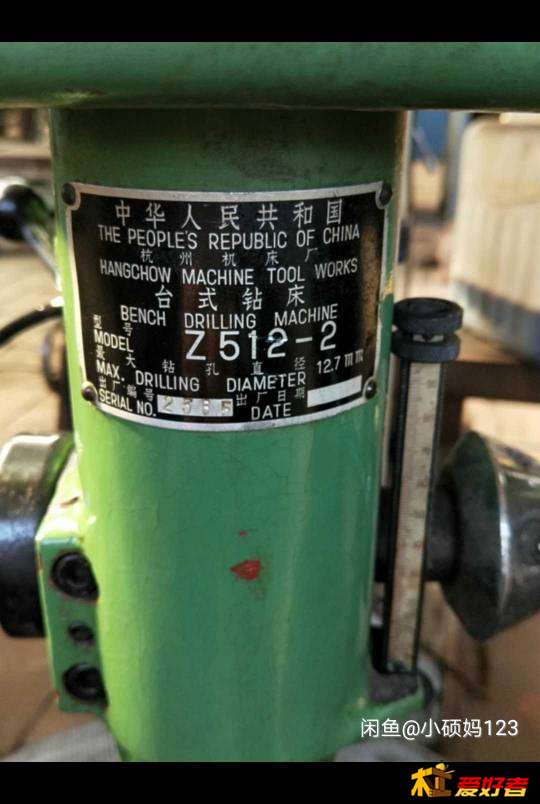 中华人民共和国
THE PEOPLE'S REPUBLIC OF CHINA
杭州机床厂
HANGCHOW MACHINE TOOL WORKS
台式钻床
BENCH DRILLING MACHINE
型号
MODEL Z512-2
最大钻孔直径
MAX. DRILLING DIAMETER 12.7mm
出厂编号 出厂日期
SERIAL NO. DATE
闲鱼@小硕妈123
爱好者